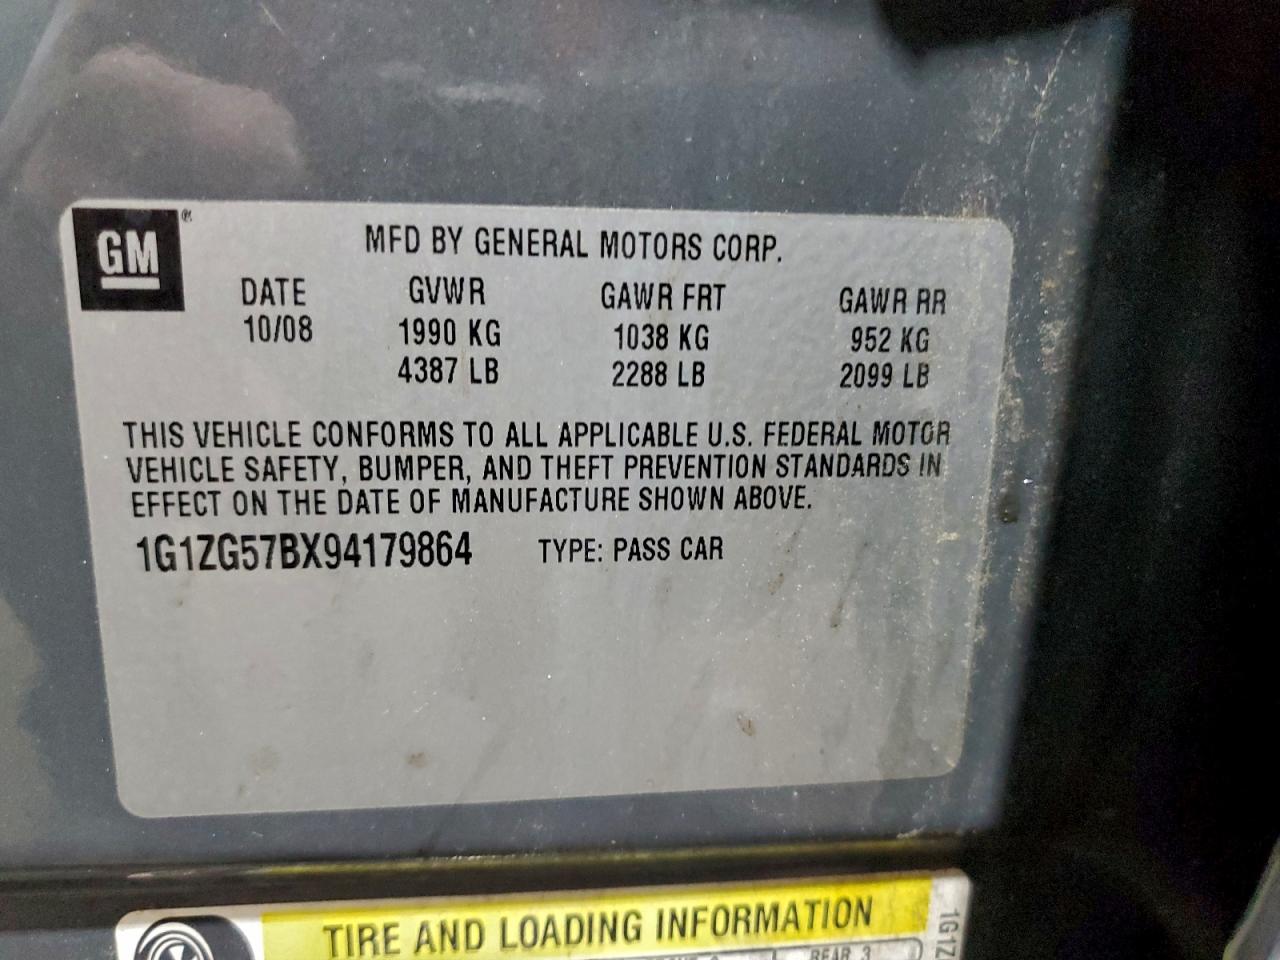 GM®
MFD BY GENERAL MOTORS CORP.
DATE GVWR GAWR FRT GAWR RR
10/08 1990 KG 1038 KG 952 KG
4387 LB 2288 LB 2099 LB
THIS VEHICLE CONFORMS TO ALL APPLICABLE U.S. FEDERAL MOTOR
VEHICLE SAFETY, BUMPER, AND THEFT PREVENTION STANDARDS IN
EFFECT ON THE DATE OF MANUFACTURE SHOWN ABOVE.
1G1ZG57BX94179864 TYPE: PASS CAR
TIRE AND LOADING INFORMATION
REAR 3
1G1Z